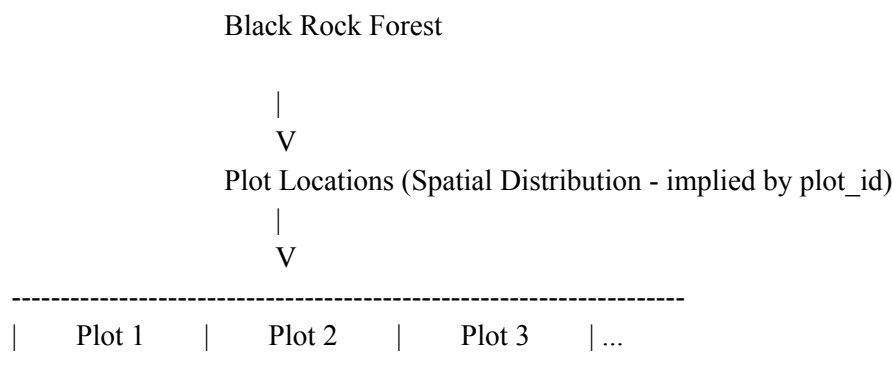 Black Rock Forest
|
V
Plot Locations (Spatial Distribution - implied by plot_id)
|
V
---------------------------------------------------------------------
| Plot 1 | Plot 2 | Plot 3 | ...